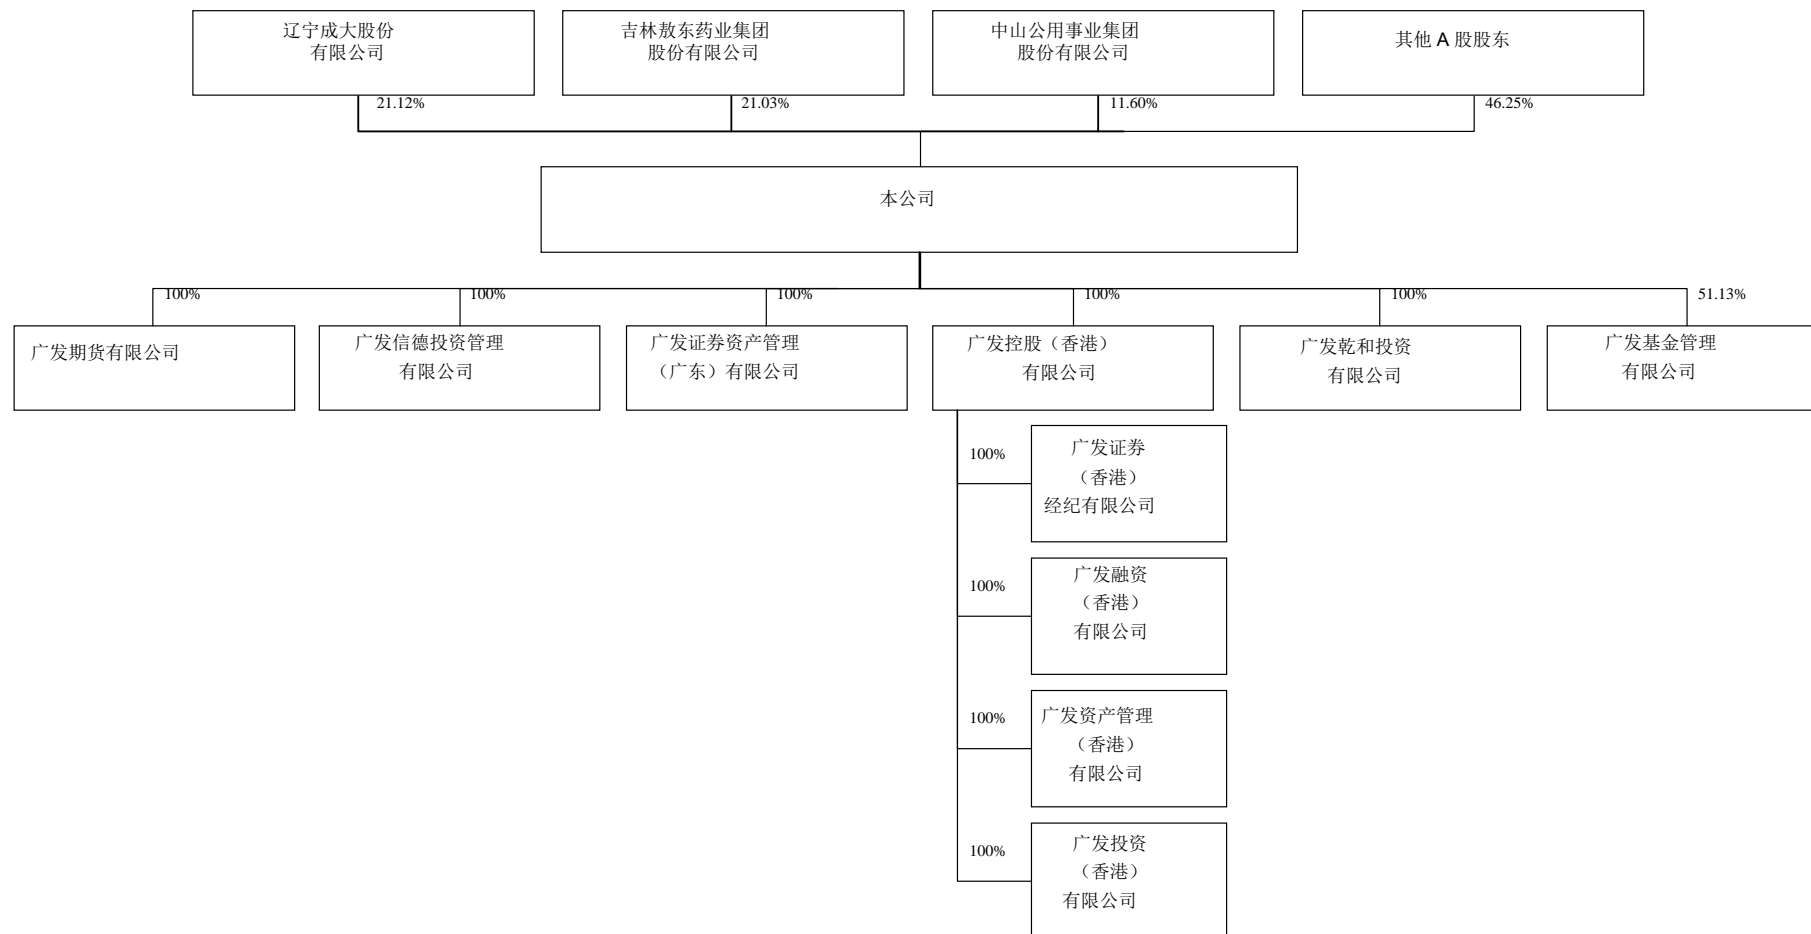 辽宁成大股份
有限公司
吉林敖东药业集团
股份有限公司
中山公用事业集团
股份有限公司
其他 A 股股东
21.12%
21.03%
11.60%
46.25%
本公司
100%
100%
100%
100%
100%
51.13%
广发期货有限公司
广发信德投资管理
有限公司
广发证券资产管理
（广东）有限公司
广发控股（香港）
有限公司
广发乾和投资
有限公司
广发基金管理
有限公司
100%
广发证券
（香港）
经纪有限公司
100%
广发融资
（香港）
有限公司
100%
广发资产管理
（香港）
有限公司
100%
广发投资
（香港）
有限公司